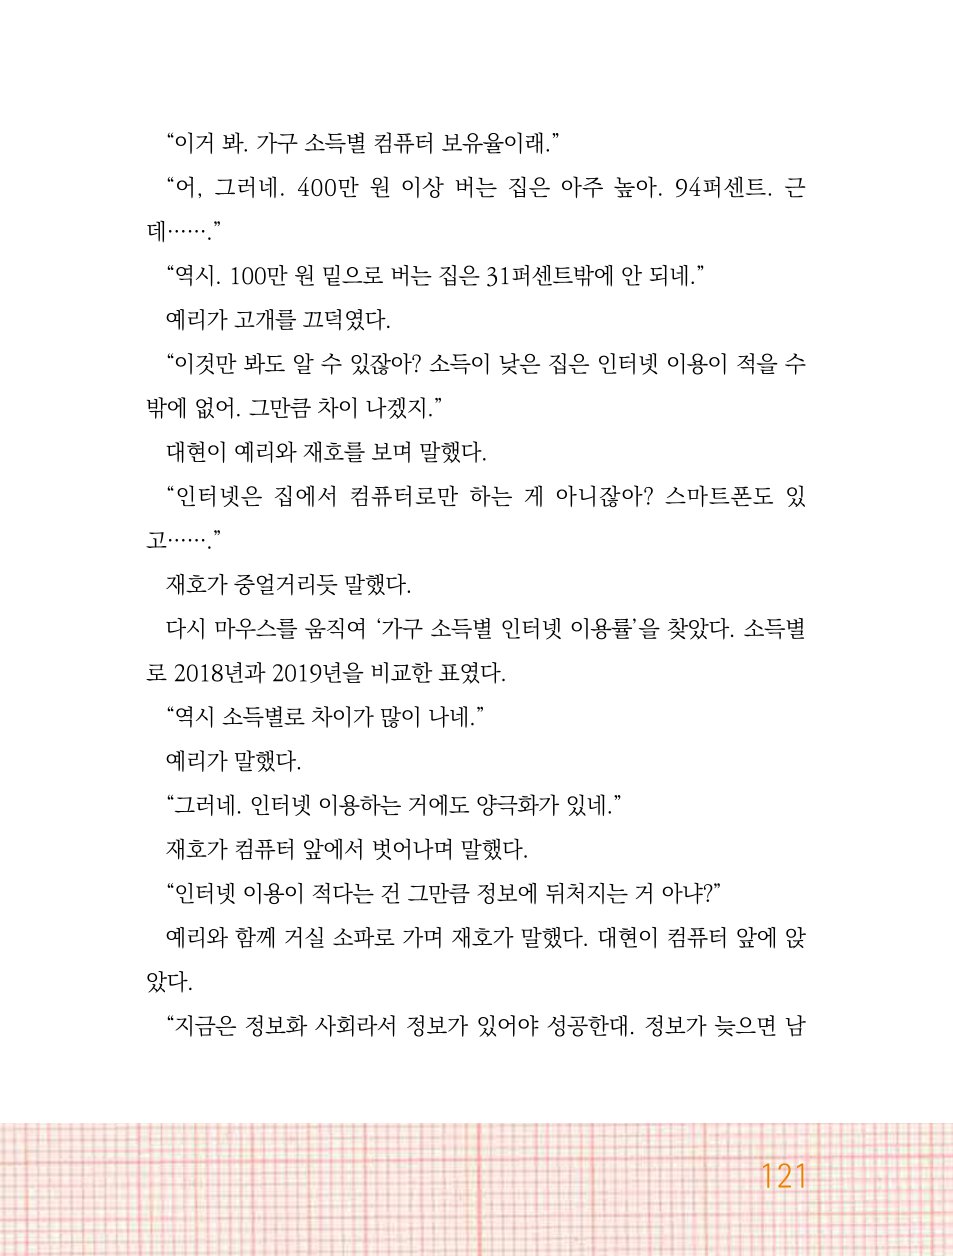 “이거 봐. 가구 소득별 컴퓨터 보유율이래.”
“어, 그러네. 400만 원 이상 버는 집은 아주 높아. 94퍼센트. 근
데…….”
“역시. 100만 원 밑으로 버는 집은 31퍼센트밖에 안 되네.”
예리가 고개를 끄덕였다.
“이것만 봐도 알 수 있잖아? 소득이 낮은 집은 인터넷 이용이 적을 수
밖에 없어. 그만큼 차이 나겠지.”
대현이 예리와 재호를 보며 말했다.
“인터넷은 집에서 컴퓨터로만 하는 게 아니잖아? 스마트폰도 있
고…….”
재호가 중얼거리듯 말했다.
다시 마우스를 움직여 ‘가구 소득별 인터넷 이용률’을 찾았다. 소득별
로 2018년과 2019년을 비교한 표였다.
“역시 소득별로 차이가 많이 나네.”
예리가 말했다.
“그러네. 인터넷 이용하는 거에도 양극화가 있네.”
재호가 컴퓨터 앞에서 벗어나며 말했다.
“인터넷 이용이 적다는 건 그만큼 정보에 뒤처지는 거 아냐?”
예리와 함께 거실 소파로 가며 재호가 말했다. 대현이 컴퓨터 앞에 앉
았다.
“지금은 정보화 사회라서 정보가 있어야 성공한대. 정보가 늦으면 남
121